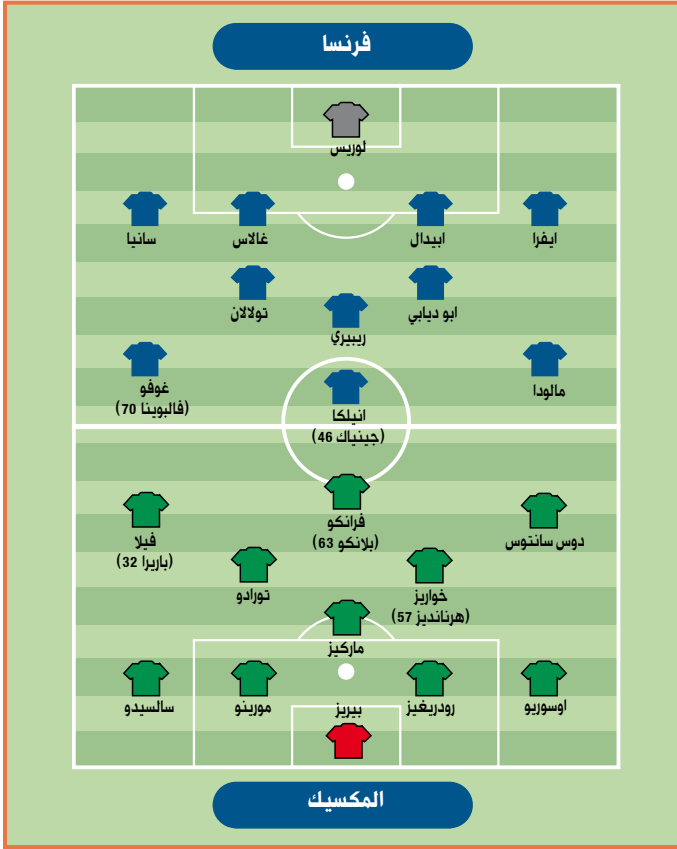 فرنسا
لوريس
ايفرا
ابيدال
غالاس
سانيا
ابو ديابي
تولالان
ريبيري
مالودا
غوفو
(فالبوينا 70)
انيلكا
(جينياك 46)
فرانكو
(بلانكو 63)
دوس سانتوس
فيلا
(باريرا 32)
خواريز
(هرنانديز 57)
تورادو
ماركيز
اوسوريو
رودريغيز
بيريز
مورينو
سالسيدو
المكسيك